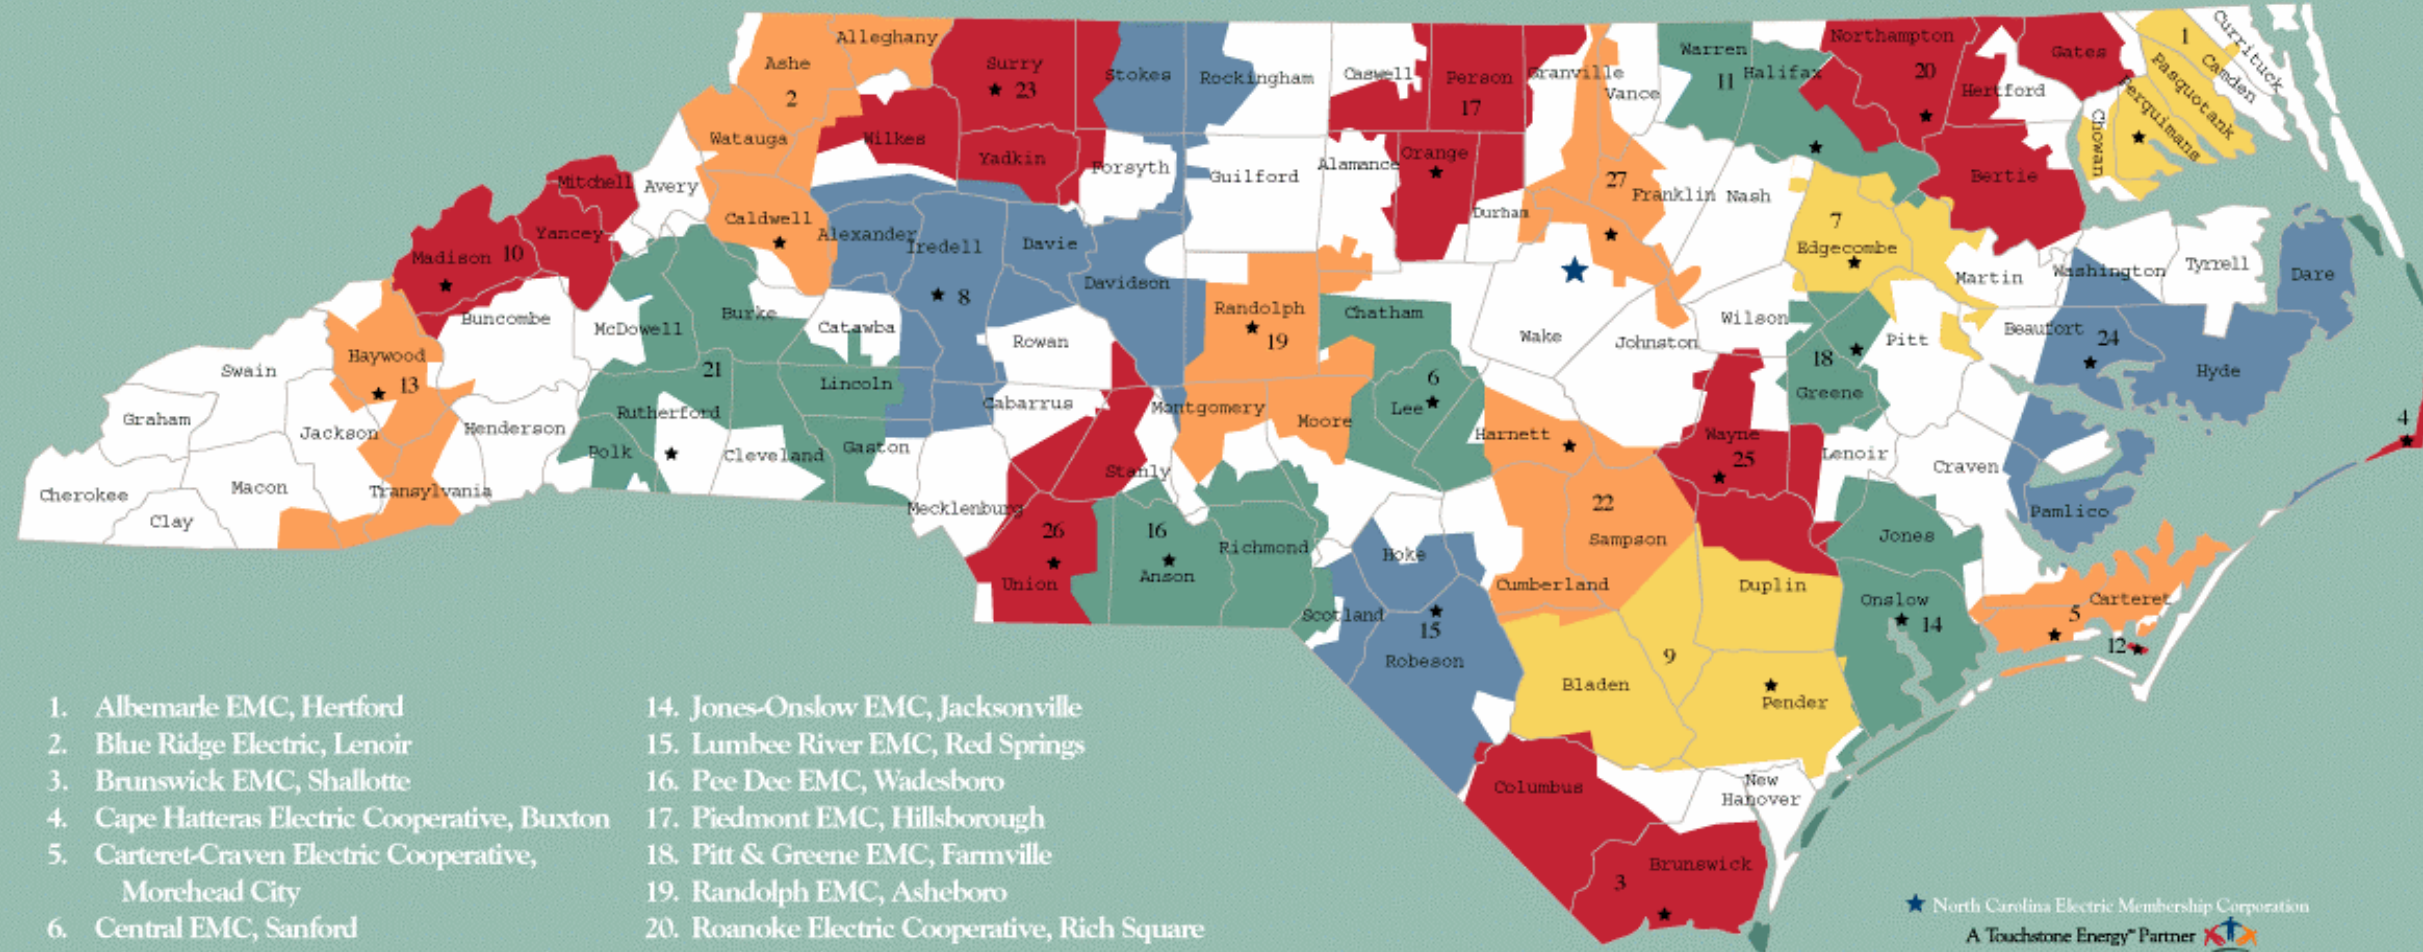 Ashe
2
Alleghany
Surry
23
Stokes
Rockingham
Caswell
Person
17
Granville
Vance
Warren
11
Halifax
Northampton
20
Hertford
Gates
1
Currituck
Camden
Pasquotank
Perquimans
Chowan
Watauga
Wilkes
Yadkin
Forsyth
Guilford
Alamance
Orange
Durham
27
Franklin
Nash
7
Edgecombe
Bertie
Martin
Washington
Tyrrell
Dare
Mitchell
Avery
Yancey
Madison
10
Caldwell
Alexander
Iredell
8
Davie
Davidson
Randolph
19
Chatham
Wake
Johnston
Wilson
18
Greene
Pitt
Beaufort
24
Hyde
4
Buncombe
McDowell
Burke
Catawba
Rowan
Swain
Haywood
13
21
Lincoln
Cabarrus
Montgomery
Moore
6
Lee
Harnett
Wayne
25
Lenoir
Craven
Graham
Jackson
Henderson
Rutherford
Polk
Cleveland
Gaston
Stanly
Cherokee
Clay
Macon
Transylvania
Mecklenburg
26
Union
16
Anson
Richmond
Hoke
22
Sampson
Cumberland
Duplin
Jones
Pamlico
Scotland
15
Robeson
Bladen
9
Pender
Onslow
14
Carteret
5
12
Columbus
New
Hanover
Brunswick
3
1. Albemarle EMC, Hertford
2. Blue Ridge Electric, Lenoir
3. Brunswick EMC, Shallotte
4. Cape Hatteras Electric Cooperative, Buxton
5. Carteret-Craven Electric Cooperative,
Morehead City
6. Central EMC, Sanford
14. Jones-Onslow EMC, Jacksonville
15. Lumbee River EMC, Red Springs
16. Pee Dee EMC, Wadesboro
17. Piedmont EMC, Hillsborough
18. Pitt & Greene EMC, Farmville
19. Randolph EMC, Asheboro
20. Roanoke Electric Cooperative, Rich Square
North Carolina Electric Membership Corporation
A Touchstone Energy™ Partner